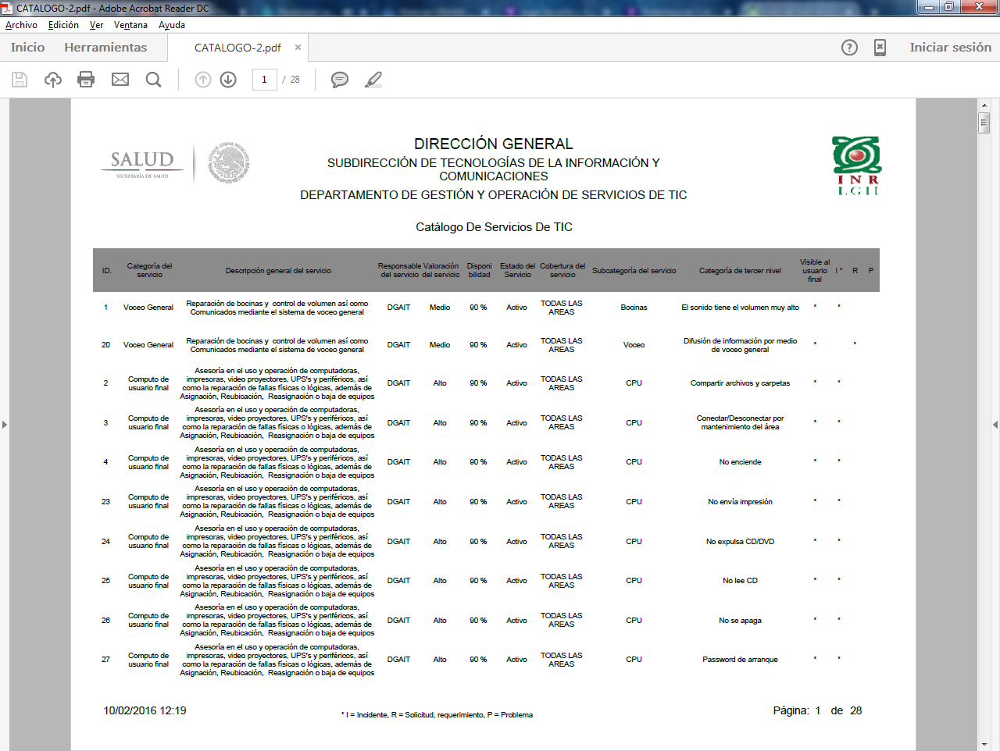 CATALOGO-2.pdf - Adobe Acrobat Reader DC
Archivo Edición Ver Ventana Ayuda
Inicio Herramientas CATALOGO-2.pdf × Iniciar sesión
1 / 28
SALUD
SECRETARÍA DE SALUD
DIRECCIÓN GENERAL
SUBDIRECCIÓN DE TECNOLOGÍAS DE LA INFORMACIÓN Y
COMUNICACIONES
DEPARTAMENTO DE GESTIÓN Y OPERACIÓN DE SERVICIOS DE TIC
INR
LGII
Catálogo De Servicios De TIC
ID. Categoría del servicio Descripción general del servicio Responsable del servicio Valoración del servicio Disponibilidad Estado del Servicio Cobertura del servicio Subcategoría del servicio Categoría de tercer nivel Visible al usuario final I * R P
1 Voceo General Reparación de bocinas y control de volumen así como Comunicados mediante el sistema de voceo general DGAIT Medio 90 % Activo TODAS LAS AREAS Bocinas El sonido tiene el volumen muy alto * *
20 Voceo General Reparación de bocinas y control de volumen así como Comunicados mediante el sistema de voceo general DGAIT Medio 90 % Activo TODAS LAS AREAS Voceo Difusión de información por medio de voceo general * *
2 Computo de usuario final Asesoría en el uso y operación de computadoras, impresoras, video proyectores, UPS's y periféricos, así como la reparación de fallas físicas o lógicas, además de Asignación, Reubicación, Reasignación o baja de equipos DGAIT Alto 90 % Activo TODAS LAS AREAS CPU Compartir archivos y carpetas * *
3 Computo de usuario final Asesoría en el uso y operación de computadoras, impresoras, video proyectores, UPS's y periféricos, así como la reparación de fallas físicas o lógicas, además de Asignación, Reubicación, Reasignación o baja de equipos DGAIT Alto 90 % Activo TODAS LAS AREAS CPU Conectar/Desconectar por mantenimiento del área * *
4 Computo de usuario final Asesoría en el uso y operación de computadoras, impresoras, video proyectores, UPS's y periféricos, así como la reparación de fallas físicas o lógicas, además de Asignación, Reubicación, Reasignación o baja de equipos DGAIT Alto 90 % Activo TODAS LAS AREAS CPU No enciende * *
23 Computo de usuario final Asesoría en el uso y operación de computadoras, impresoras, video proyectores, UPS's y periféricos, así como la reparación de fallas físicas o lógicas, además de Asignación, Reubicación, Reasignación o baja de equipos DGAIT Alto 90 % Activo TODAS LAS AREAS CPU No envía impresión * *
24 Computo de usuario final Asesoría en el uso y operación de computadoras, impresoras, video proyectores, UPS's y periféricos, así como la reparación de fallas físicas o lógicas, además de Asignación, Reubicación, Reasignación o baja de equipos DGAIT Alto 90 % Activo TODAS LAS AREAS CPU No expulsa CD/DVD * *
25 Computo de usuario final Asesoría en el uso y operación de computadoras, impresoras, video proyectores, UPS's y periféricos, así como la reparación de fallas físicas o lógicas, además de Asignación, Reubicación, Reasignación o baja de equipos DGAIT Alto 90 % Activo TODAS LAS AREAS CPU No lee CD * *
26 Computo de usuario final Asesoría en el uso y operación de computadoras, impresoras, video proyectores, UPS's y periféricos, así como la reparación de fallas físicas o lógicas, además de Asignación, Reubicación, Reasignación o baja de equipos DGAIT Alto 90 % Activo TODAS LAS AREAS CPU No se apaga * *
27 Computo de usuario final Asesoría en el uso y operación de computadoras, impresoras, video proyectores, UPS's y periféricos, así como la reparación de fallas físicas o lógicas, además de Asignación, Reubicación, Reasignación o baja de equipos DGAIT Alto 90 % Activo TODAS LAS AREAS CPU Password de arranque * *
10/02/2016 12:19 * I = Incidente, R = Solicitud, requerimiento, P = Problema Página: 1 de 28